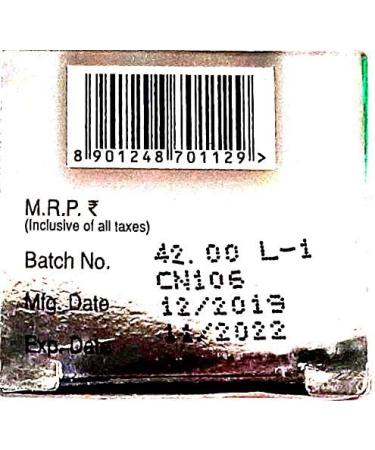 8 901248 701129 >
M.R.P. ₹
(Inclusive of all taxes)
42.00 L-1
Batch No.
CN106
Mfg. Date
12/2019
Exp. Date
11/2022